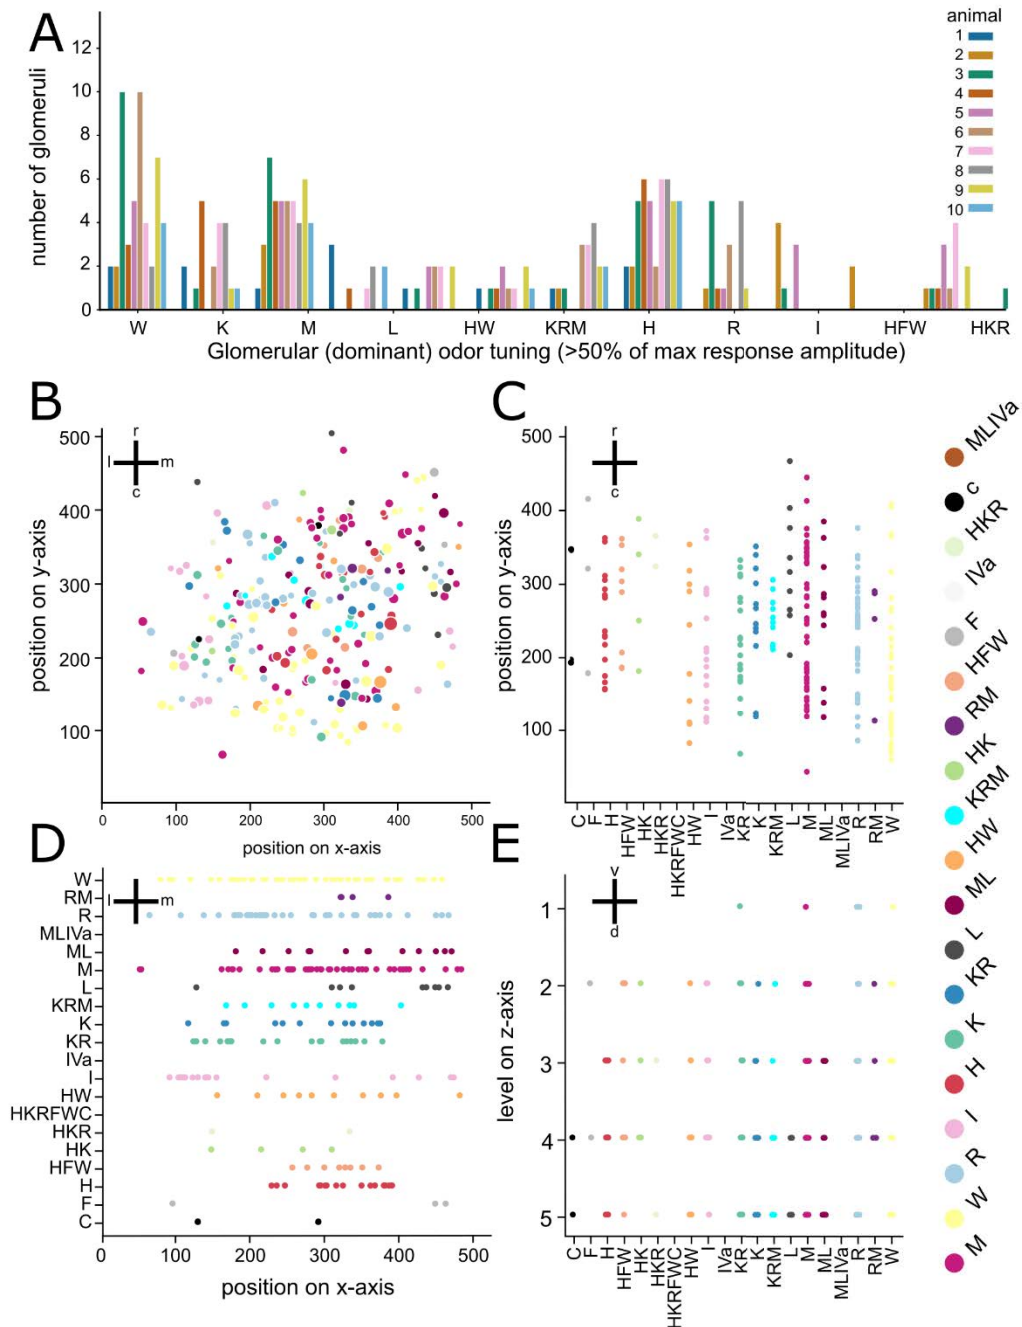 A
number of glomeruli
12
10
8
6
4
2
0
W K M L HW KRM H R I HFW HKR
Glomerular (dominant) odor tuning (>50% of max response amplitude)
animal
1
2
3
4
5
6
7
8
9
10
B
position on y-axis
500
400
300
200
100
r
l m
c
0 100 200 300 400 500
position on x-axis
C
position on y-axis
500
400
300
200
100
r
c
C F H HFW HK HKR HKRFWC HW I IVa KR K KRM L M ML MLIVa R RM W
D
W
RM
R
MLIVa
ML
M
L
KRM
K
KR
IVa
I
HW
HKRFWC
HKR
HK
HFW
H
F
C
l m
0 100 200 300 400 500
position on x-axis
E
level on z-axis
1
2
3
4
5
v
d
C F H HFW HK HKR HKRFWC HW I IVa KR K KRM L M ML MLIVa R RM W
MLIVa
c
HKR
IVa
F
HFW
RM
HK
KRM
HW
ML
L
KR
K
H
I
R
W
M